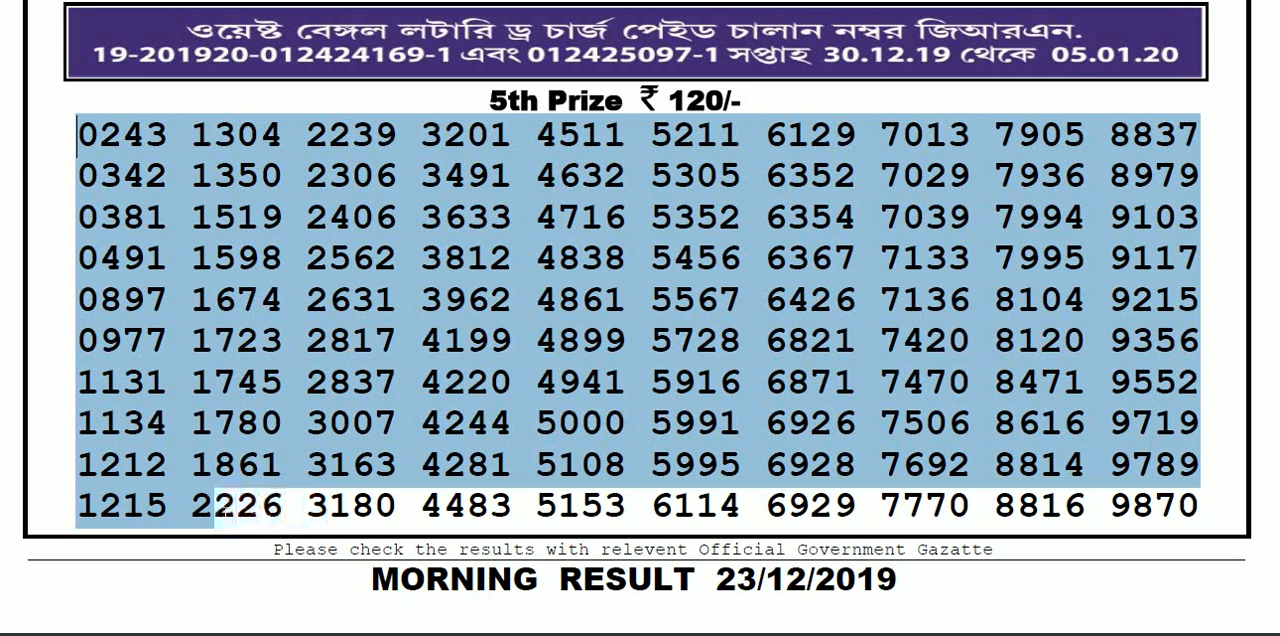 ওয়েষ্ট বেঙ্গল লটারি ড্র চার্জ পেইড চালান নম্বর জিআরএন.
19-201920-012424169-1 এবং 012425097-1 সপ্তাহ 30.12.19 থেকে 05.01.20
5th Prize ₹ 120/-
0243 1304 2239 3201 4511 5211 6129 7013 7905 8837
0342 1350 2306 3491 4632 5305 6352 7029 7936 8979
0381 1519 2406 3633 4716 5352 6354 7039 7994 9103
0491 1598 2562 3812 4838 5456 6367 7133 7995 9117
0897 1674 2631 3962 4861 5567 6426 7136 8104 9215
0977 1723 2817 4199 4899 5728 6821 7420 8120 9356
1131 1745 2837 4220 4941 5916 6871 7470 8471 9552
1134 1780 3007 4244 5000 5991 6926 7506 8616 9719
1212 1861 3163 4281 5108 5995 6928 7692 8814 9789
1215 2226 3180 4483 5153 6114 6929 7770 8816 9870
Please check the results with relevent Official Government Gazatte
MORNING RESULT 23/12/2019